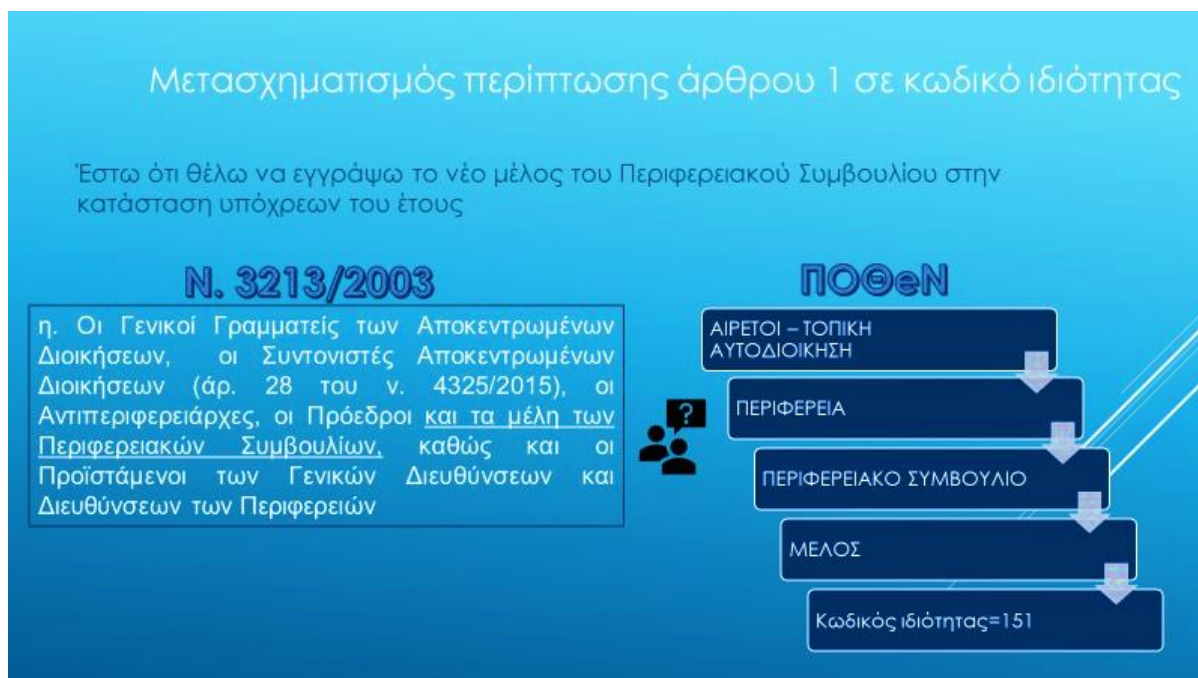 Μετασχηματισμός περίπτωσης άρθρου 1 σε κωδικό ιδιότητας
Έστω ότι θέλω να εγγράψω το νέο μέλος του Περιφερειακού Συμβουλίου στην
κατάσταση υπόχρεων του έτους
Ν. 3213/2003
η. Οι Γενικοί Γραμματείς των Αποκεντρωμένων
Διοικήσεων, οι Συντονιστές Αποκεντρωμένων
Διοικήσεων (άρ. 28 του ν. 4325/2015), οι
Αντιπεριφερειάρχες, οι Πρόεδροι και τα μέλη των
Περιφερειακών Συμβουλίων, καθώς και οι
Προϊστάμενοι των Γενικών Διευθύνσεων και
Διευθύνσεων των Περιφερειών
?
ΠΟΘeΝ
ΑΙΡΕΤΟΙ – ΤΟΠΙΚΗ
ΑΥΤΟΔΙΟΙΚΗΣΗ
ΠΕΡΙΦΕΡΕΙΑ
ΠΕΡΙΦΕΡΕΙΑΚΟ ΣΥΜΒΟΥΛΙΟ
ΜΕΛΟΣ
Κωδικός ιδιότητας=151